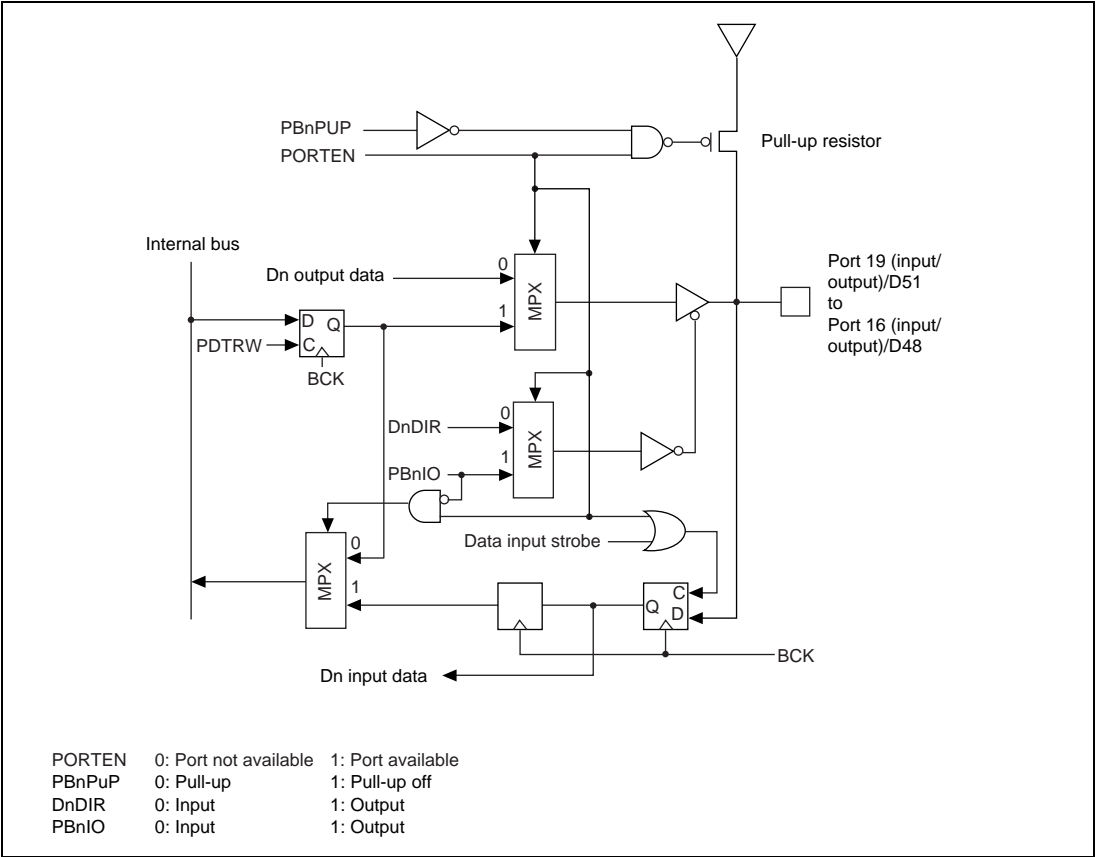 PBnPUP
PORTEN
Pull-up resistor
Internal bus
Dn output data
0
1
MPX
Port 19 (input/
output)/D51
to
Port 16 (input/
output)/D48
D Q
PDTRW
C
BCK
DnDIR
0
1
MPX
PBnIO
Data input strobe
0
1
MPX
C
Q
D
BCK
Dn input data
PORTEN 0: Port not available 1: Port available
PBnPuP 0: Pull-up 1: Pull-up off
DnDIR 0: Input 1: Output
PBnIO 0: Input 1: Output